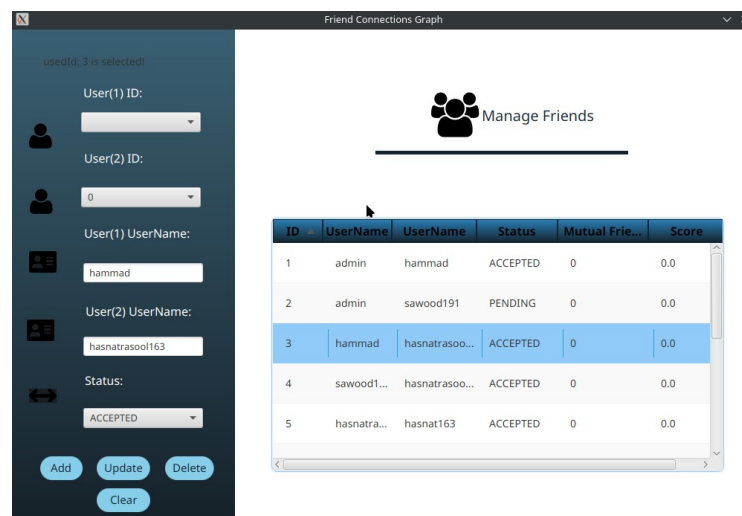 Friend Connections Graph
usedId: 3 is selected!
User(1) ID:
User(2) ID:
0
User(1) UserName:
hammad
User(2) UserName:
hasnatrasool163
Status:
ACCEPTED
Add Update Delete
Clear
Manage Friends
ID UserName UserName Status Mutual Frie... Score
1 admin hammad ACCEPTED 0 0.0
2 admin sawood191 PENDING 0 0.0
3 hammad hasnatrasoo... ACCEPTED 0 0.0
4 sawood1... hasnatrasoo... ACCEPTED 0 0.0
5 hasnatra... hasnat163 ACCEPTED 0 0.0